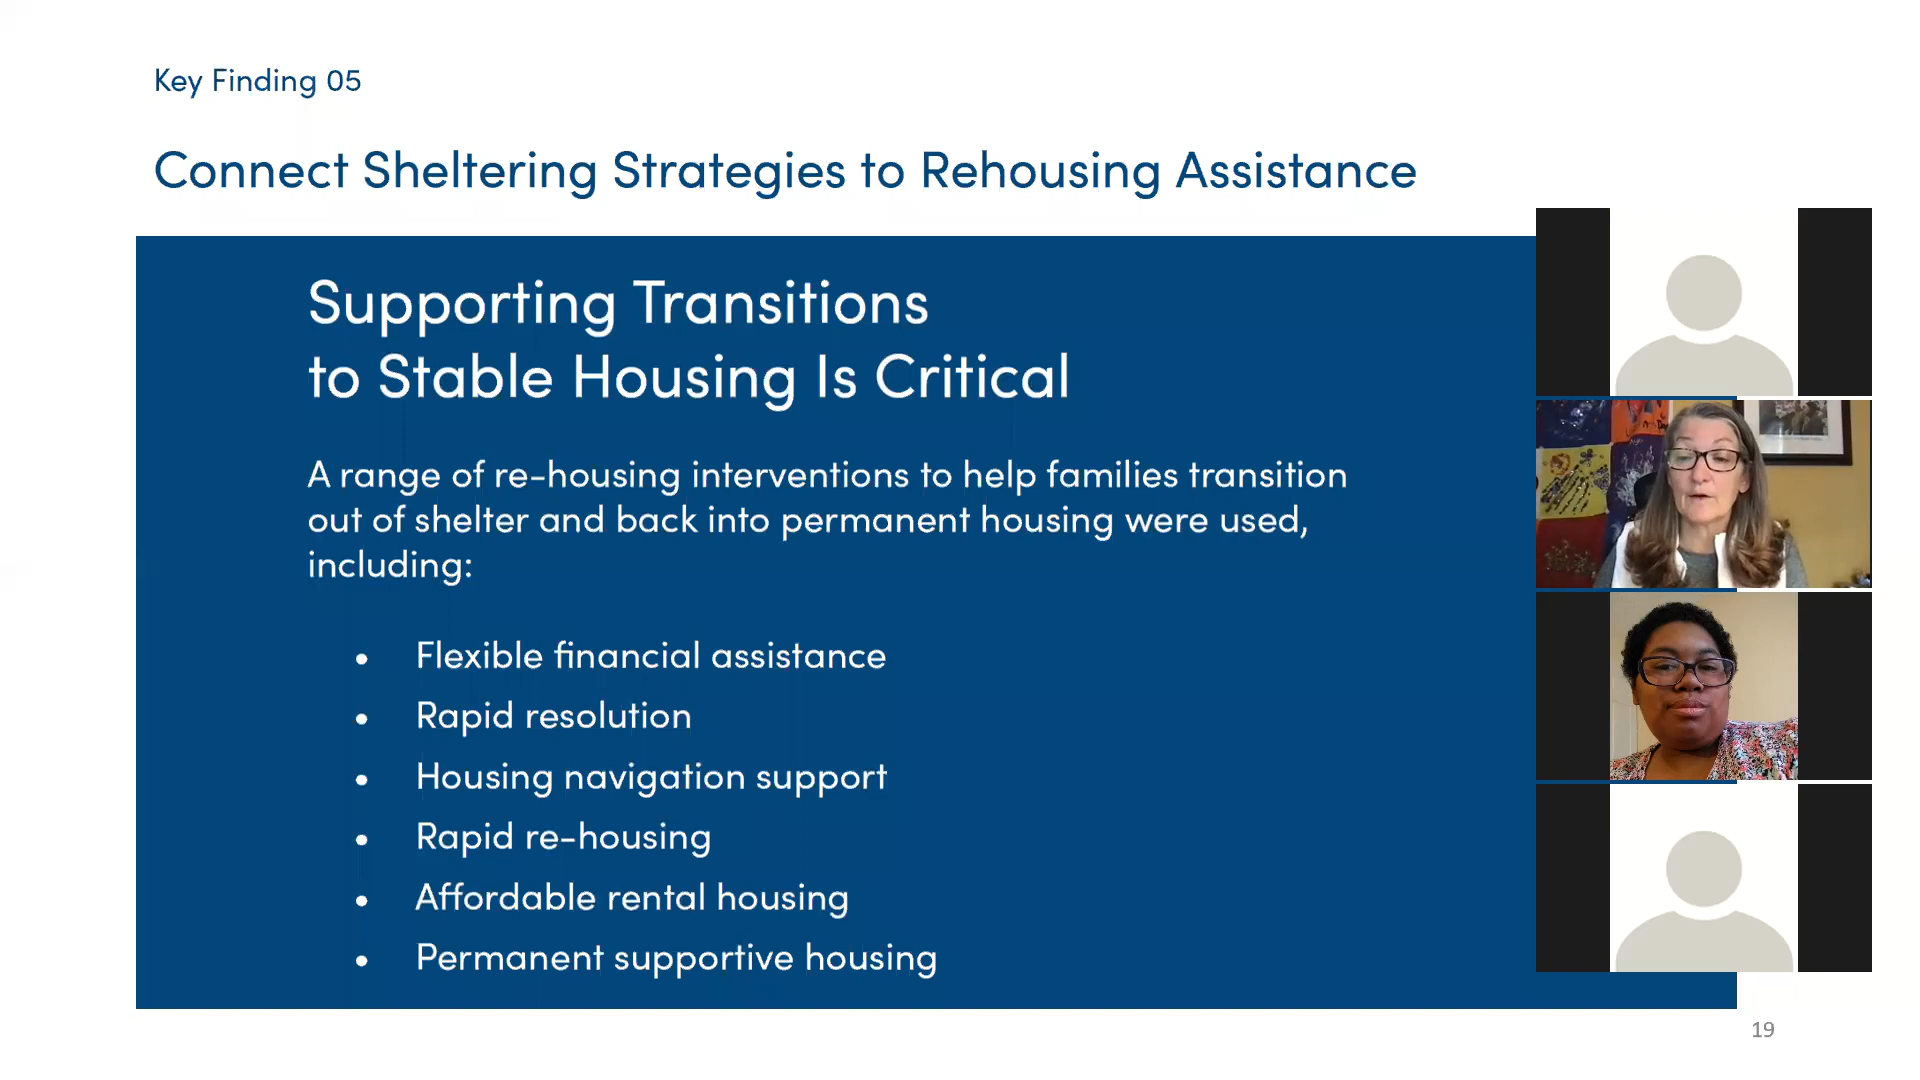 Key Finding 05
Connect Sheltering Strategies to Rehousing Assistance
Supporting Transitions
to Stable Housing Is Critical
A range of re-housing interventions to help families transition
out of shelter and back into permanent housing were used,
including:
• Flexible financial assistance
• Rapid resolution
• Housing navigation support
• Rapid re-housing
• Affordable rental housing
• Permanent supportive housing
19